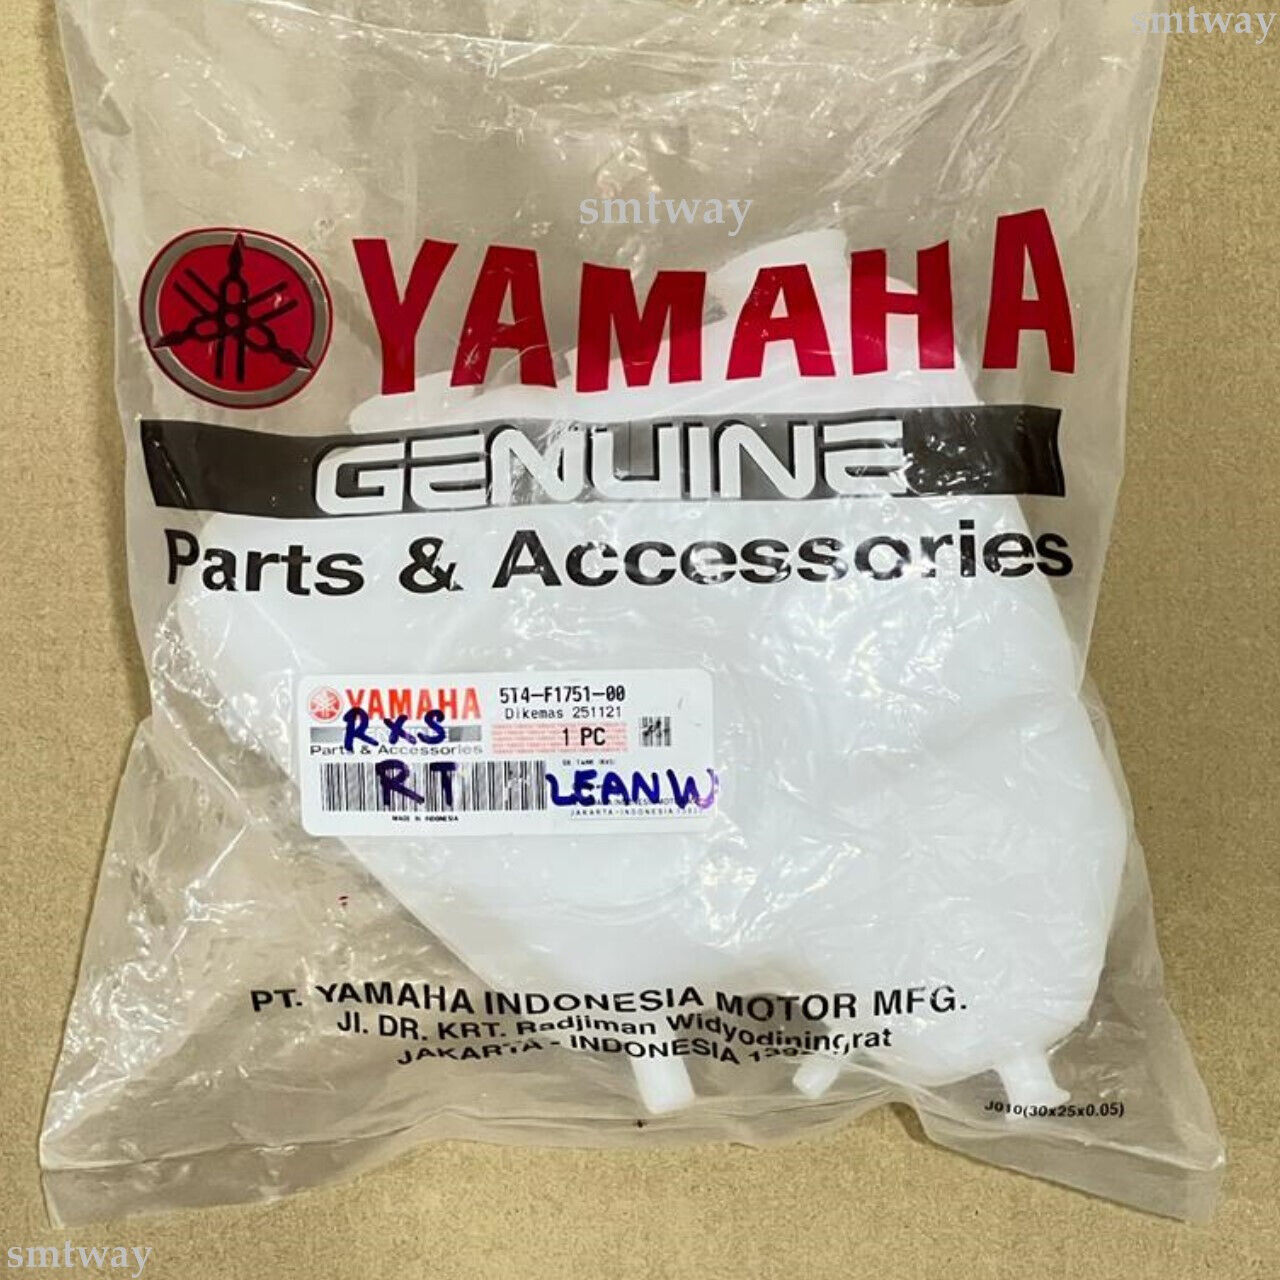 smtway
smtway
YAMAHA
GENUINE
Parts & Accessories
YAMAHA
5T4-F1751-00
Dikemas 251121
RXS
1 PC
Parts & Accessories
RT
LEANW
MADE IN INDONESIA
JAKARTA-INDONESIA
PT. YAMAHA INDONESIA MOTOR MFG.
Jl. DR. KRT. Radjiman Widyodiningrat
JAKARTA - INDONESIA
J010(30x25x0.05)
smtway
smtway